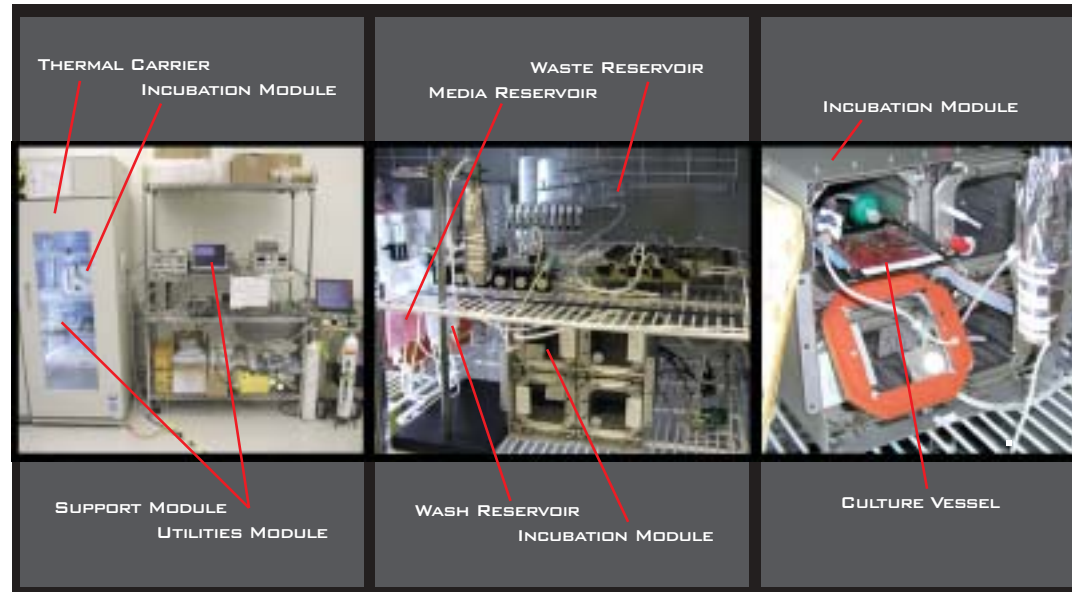 Thermal Carrier
Incubation Module
Support Module
Utilities Module
Waste Reservoir
Media Reservoir
Wash Reservoir
Incubation Module
Incubation Module
Culture Vessel